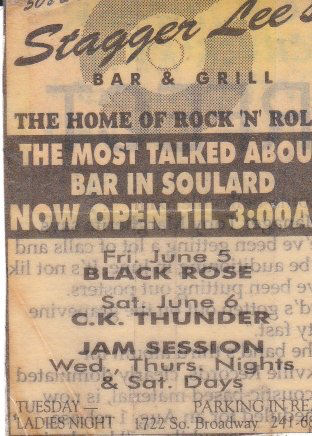 Stagger Lee's
BAR & GRILL
THE HOME OF ROCK 'N' ROL
THE MOST TALKED ABOU
BAR IN SOULARD
NOW OPEN TIL 3:00A
Fri. June 5
BLACK ROSE
Sat. June 6
C.K. THUNDER
JAM SESSION
Wed., Thurs. Nights
& Sat. Days
TUESDAY — PARKING IN RE
LADIES NIGHT 1722 So. Broadway 241-68